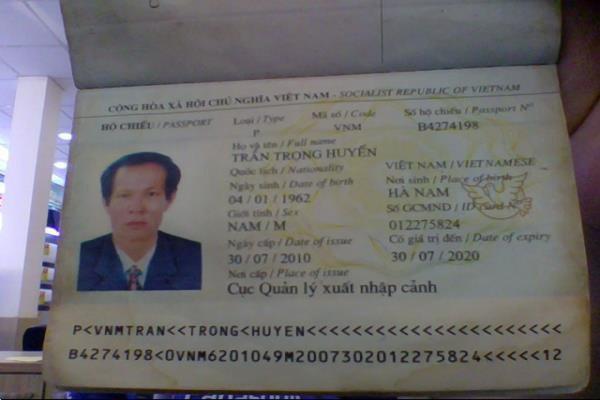 CỘNG HÒA XÃ HỘI CHỦ NGHĨA VIỆT NAM - SOCIALIST REPUBLIC OF VIETNAM
HỘ CHIẾU / PASSPORT Loại / Type Mã số / Code Số hộ chiếu / Passport Nº
P VNM B4274198
Họ và tên / Full name
TRẦN TRỌNG HUYẾN
Quốc tịch / Nationality VIỆT NAM / VIETNAMESE
Ngày sinh / Date of birth Nơi sinh / Place of birth
04 / 01 / 1962 HÀ NAM
Giới tính / Sex Số GCMND / ID card Nº
NAM / M 012275824
Ngày cấp / Date of issue Có giá trị đến / Date of expiry
30 / 07 / 2010 30 / 07 / 2020
Nơi cấp / Place of issue
Cục Quản lý xuất nhập cảnh
P<VNMTRAN<<TRONG<HUYEN<<<<<<<<<<<<<<<<<<<<<<
B4274198<0VNM6201049M2007302012275824<<<<<12